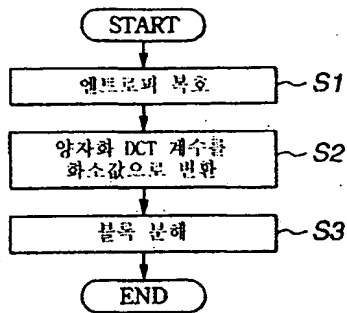 START
엔트로피 복호
S1
양자화 DCT 계수를
화소값으로 변환
S2
블록 분해
S3
END